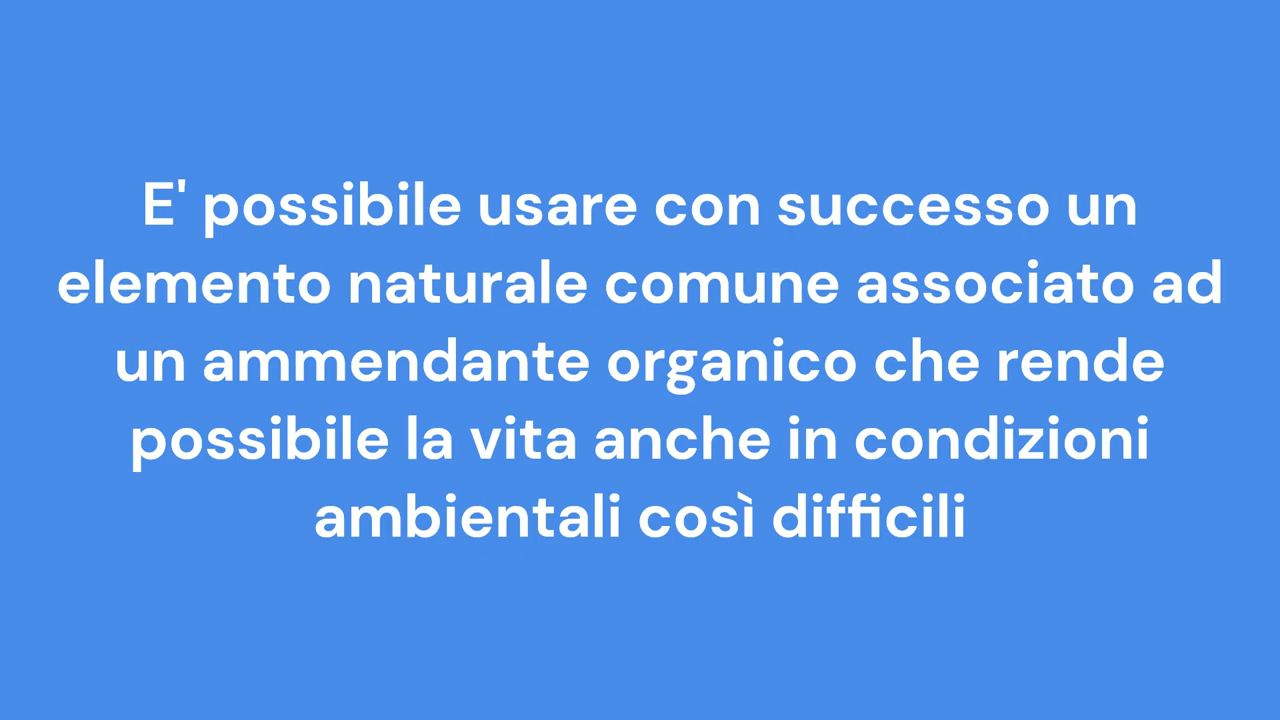 E' possibile usare con successo un
elemento naturale comune associato ad
un ammendante organico che rende
possibile la vita anche in condizioni
ambientali così difficili